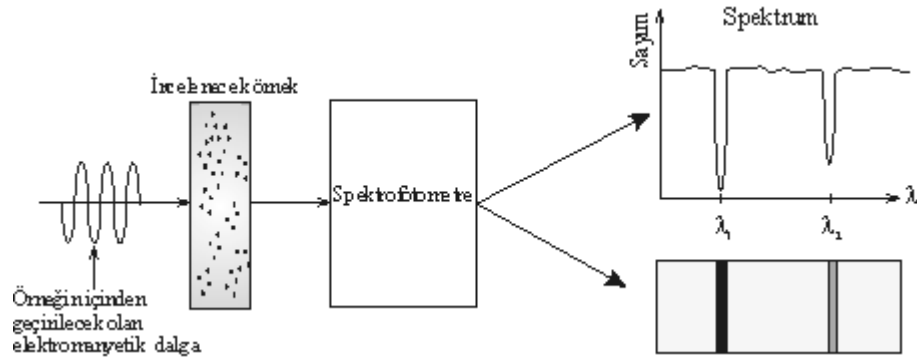 Spektrum
Sayım
İncelenecek örnek
Spektrofotometre
λ
λ₁
λ₂
Örneğin içinden
geçirilecek olan
elektromanyetik dalga